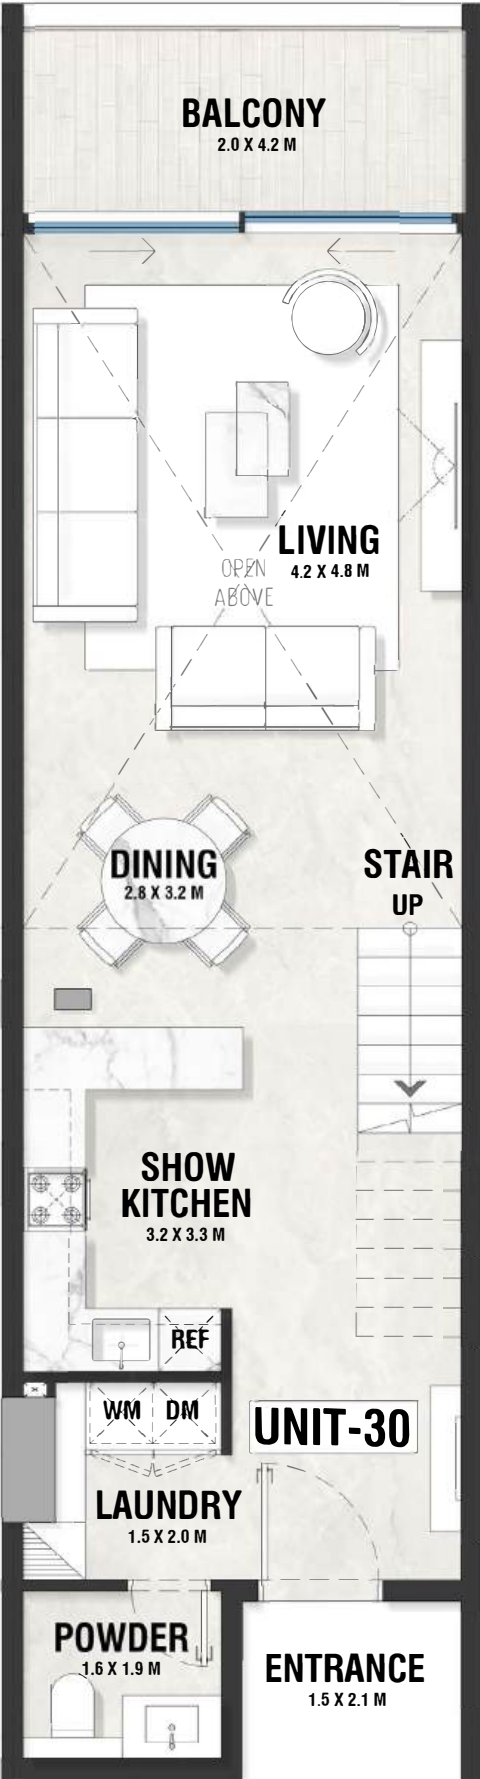 BALCONY
2.0 X 4.2 M
LIVING
4.2 X 4.8 M
OPEN
ABOVE
DINING
2.8 X 3.2 M
STAIR
UP
SHOW
KITCHEN
3.2 X 3.3 M
REF
WM
DM
UNIT-30
LAUNDRY
1.5 X 2.0 M
POWDER
1.6 X 1.9 M
ENTRANCE
1.5 X 2.1 M